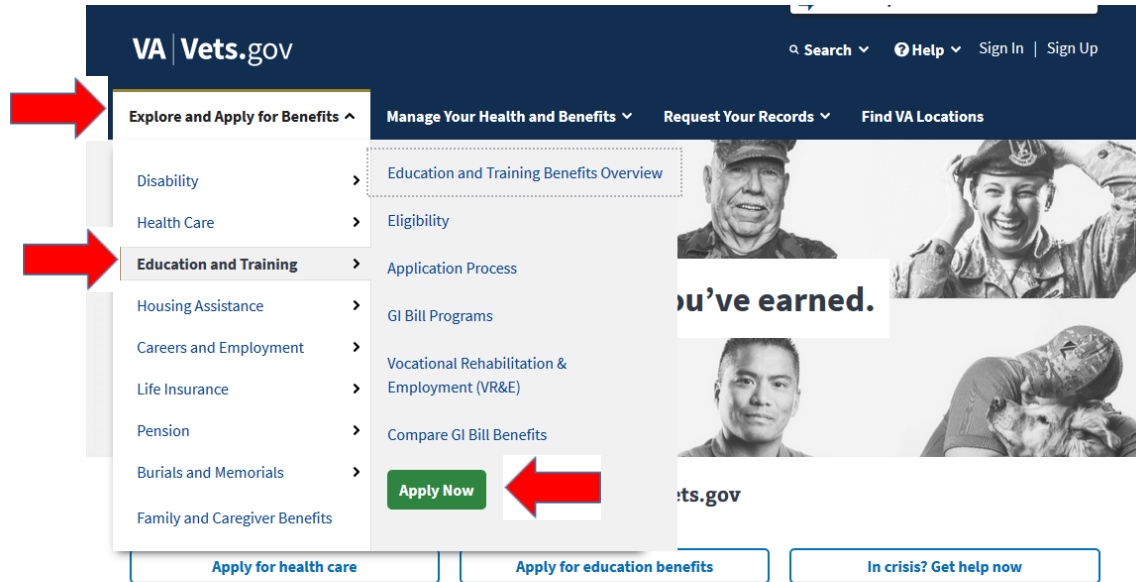 VA | Vets.gov
Search
Help
Sign In | Sign Up
Explore and Apply for Benefits
Manage Your Health and Benefits
Request Your Records
Find VA Locations
Disability
Health Care
Education and Training
Housing Assistance
Careers and Employment
Life Insurance
Pension
Burials and Memorials
Family and Caregiver Benefits
Education and Training Benefits Overview
Eligibility
Application Process
GI Bill Programs
Vocational Rehabilitation &
Employment (VR&E)
Compare GI Bill Benefits
Apply Now
've earned.
ets.gov
Apply for health care
Apply for education benefits
In crisis? Get help now